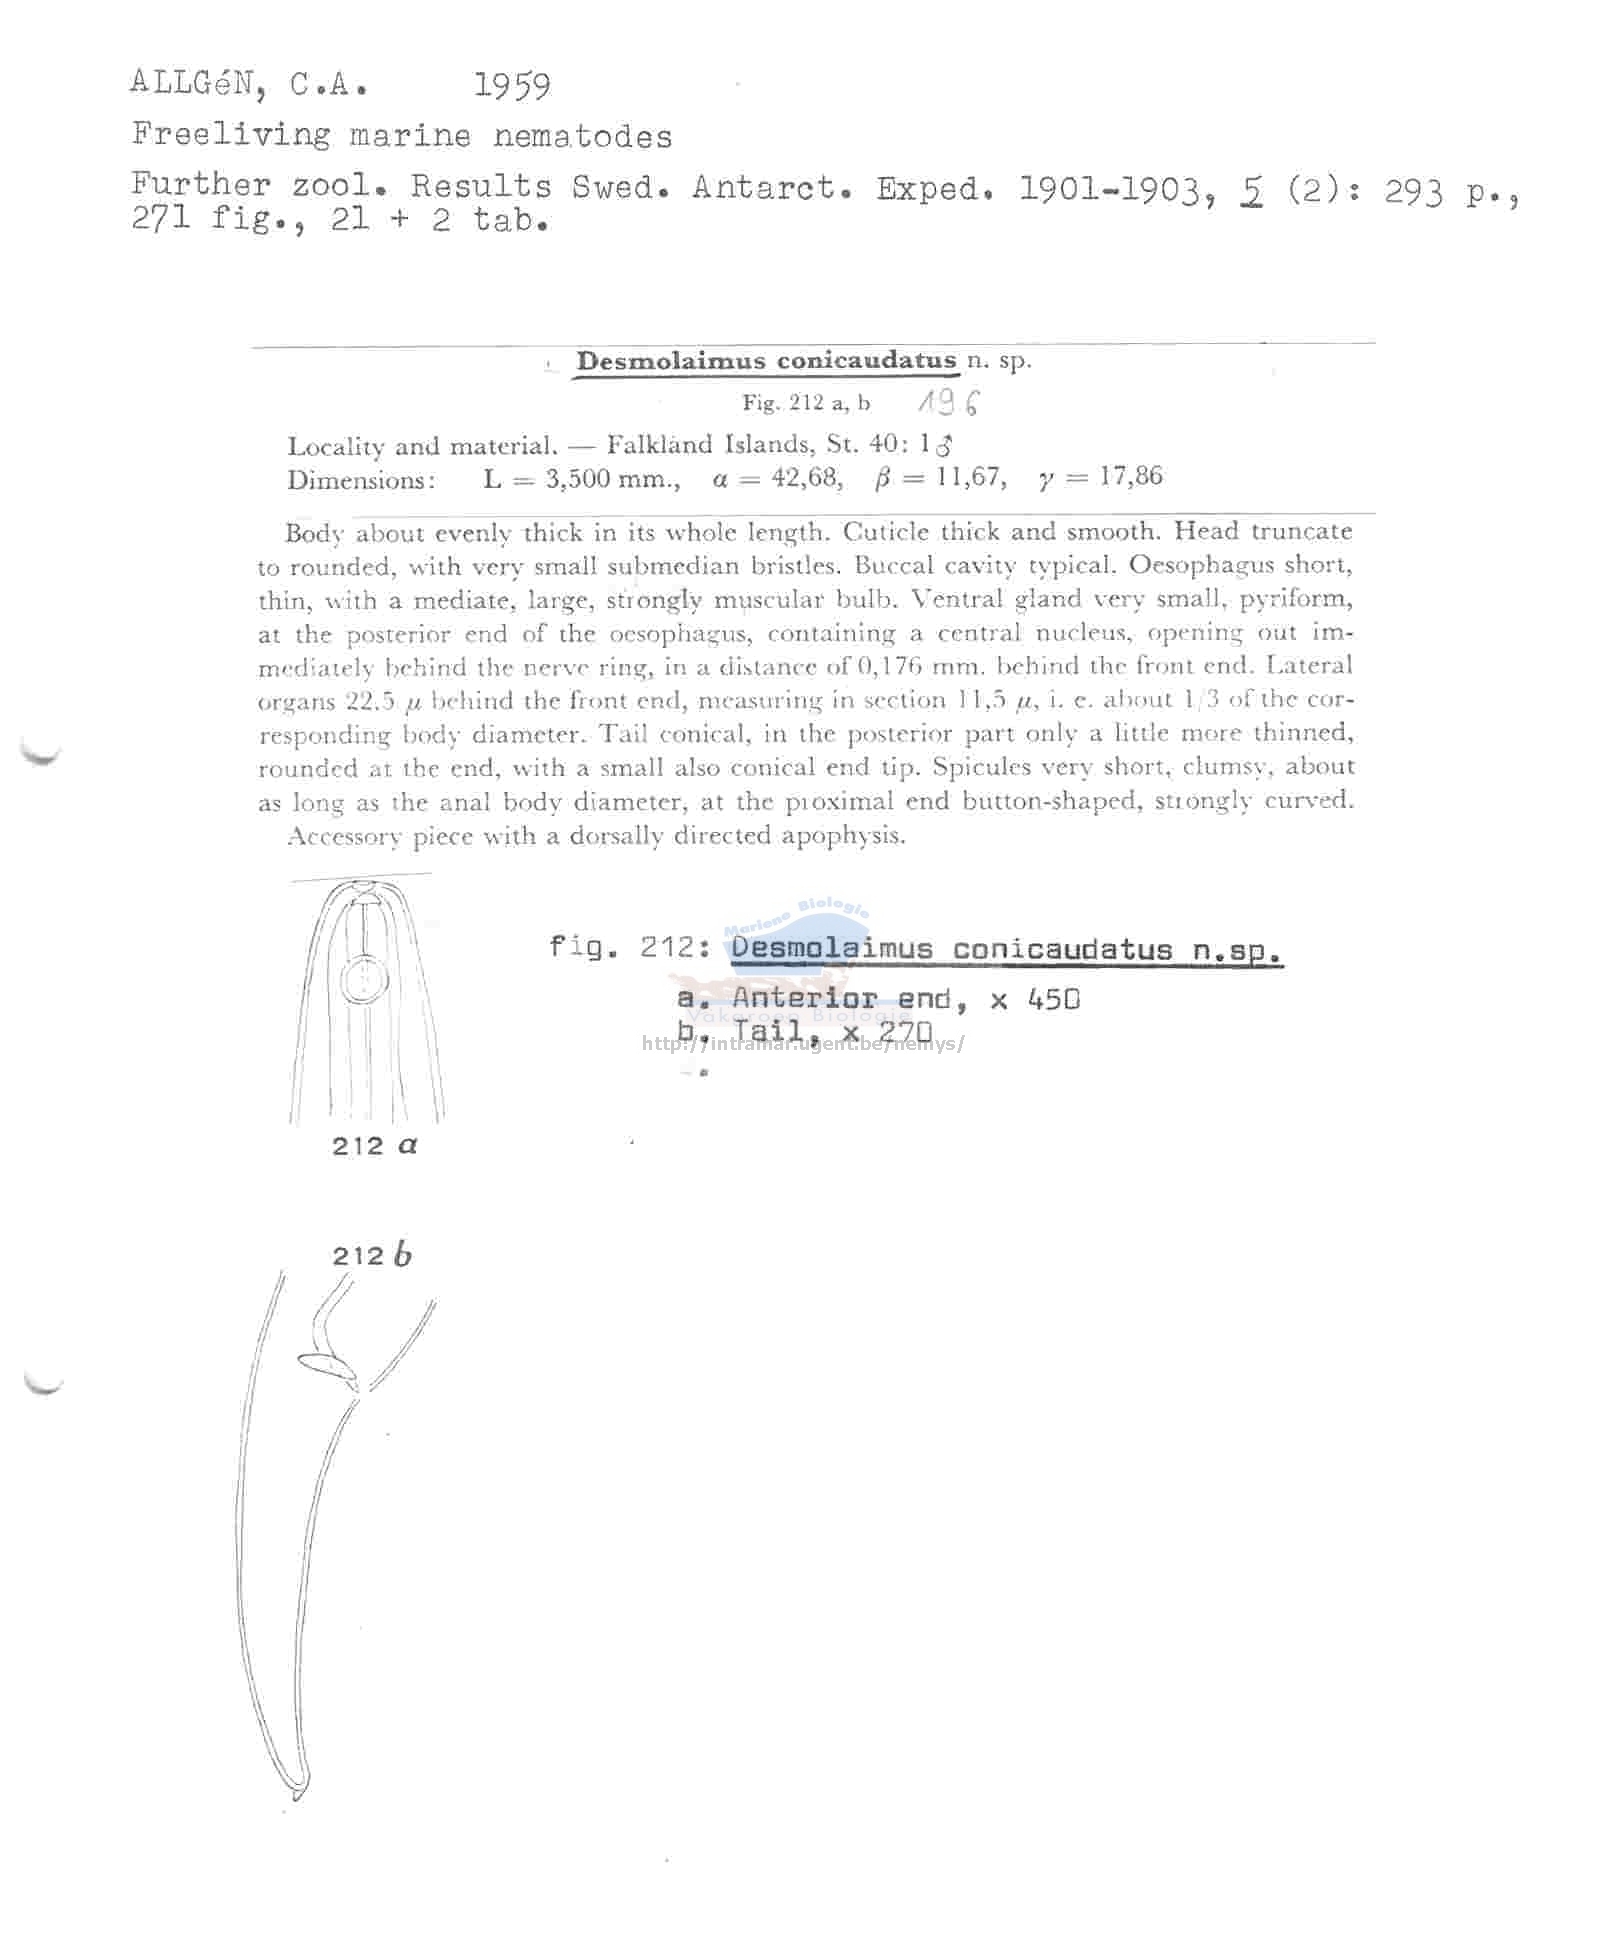 ALLGéN, C.A. 1959
Freeliving marine nematodes
Further zool. Results Swed. Antarct. Exped. 1901-1903, 5 (2): 293 p.,
271 fig., 21 + 2 tab.
Desmolaimus conicaudatus n. sp.
Fig. 212 a, b 196
Locality and material. — Falkland Islands, St. 40: 1♂
Dimensions: L = 3,500 mm., α = 42,68, β = 11,67, γ = 17,86
Body about evenly thick in its whole length. Cuticle thick and smooth. Head truncate
to rounded, with very small submedian bristles. Buccal cavity typical. Oesophagus short,
thin, with a mediate, large, strongly muscular bulb. Ventral gland very small, pyriform,
at the posterior end of the oesophagus, containing a central nucleus, opening out im-
mediately behind the nerve ring, in a distance of 0,176 mm. behind the front end. Lateral
organs 22,5 μ behind the front end, measuring in section 11,5 μ, i. e. about 1/3 of the cor-
responding body diameter. Tail conical, in the posterior part only a little more thinned,
rounded at the end, with a small also conical end tip. Spicules very short, clumsy, about
as long as the anal body diameter, at the proximal end button-shaped, strongly curved.
Accessory piece with a dorsally directed apophysis.
Mariene Biologie
fig. 212: Desmolaimus conicaudatus n.sp.
a. Anterior end, x 450
Vakgroep Biologie
b. Tail, x 270
http://intramar.ugent.be/nemys/
212 a
212 b